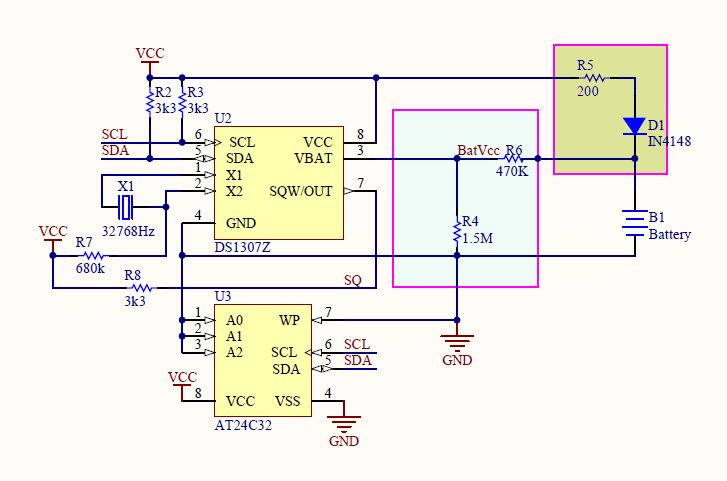 VCC
R5
200
R2
3k3
R3
3k3
U2
D1
IN4148
SCL
SDA
6
5
1
2
4
SCL
SDA
X1
X2
GND
VCC
VBAT
SQW/OUT
8
3
7
DS1307Z
BatVcc
R6
470K
X1
32768Hz
R4
1.5M
B1
Battery
VCC
R7
680k
R8
3k3
SQ
U3
1
2
3
8
A0
A1
A2
VCC
WP
SCL
SDA
VSS
7
6
5
4
SCL
SDA
VCC
AT24C32
GND
GND